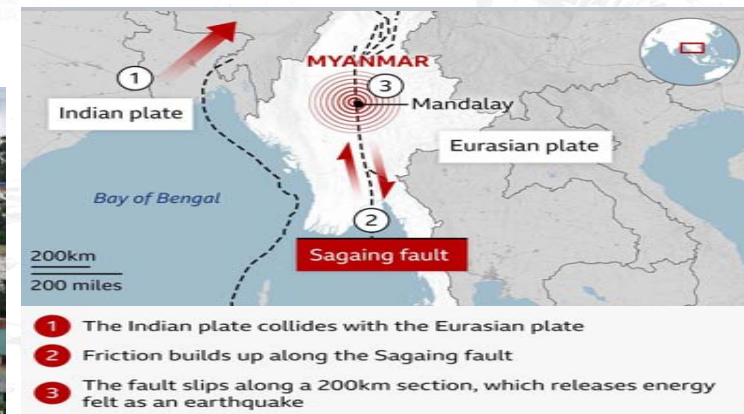 MYANMAR
1
3
Mandalay
Indian plate
Eurasian plate
Bay of Bengal
2
200km
200 miles
Sagaing fault
1 The Indian plate collides with the Eurasian plate
2 Friction builds up along the Sagaing fault
3 The fault slips along a 200km section, which releases energy
felt as an earthquake